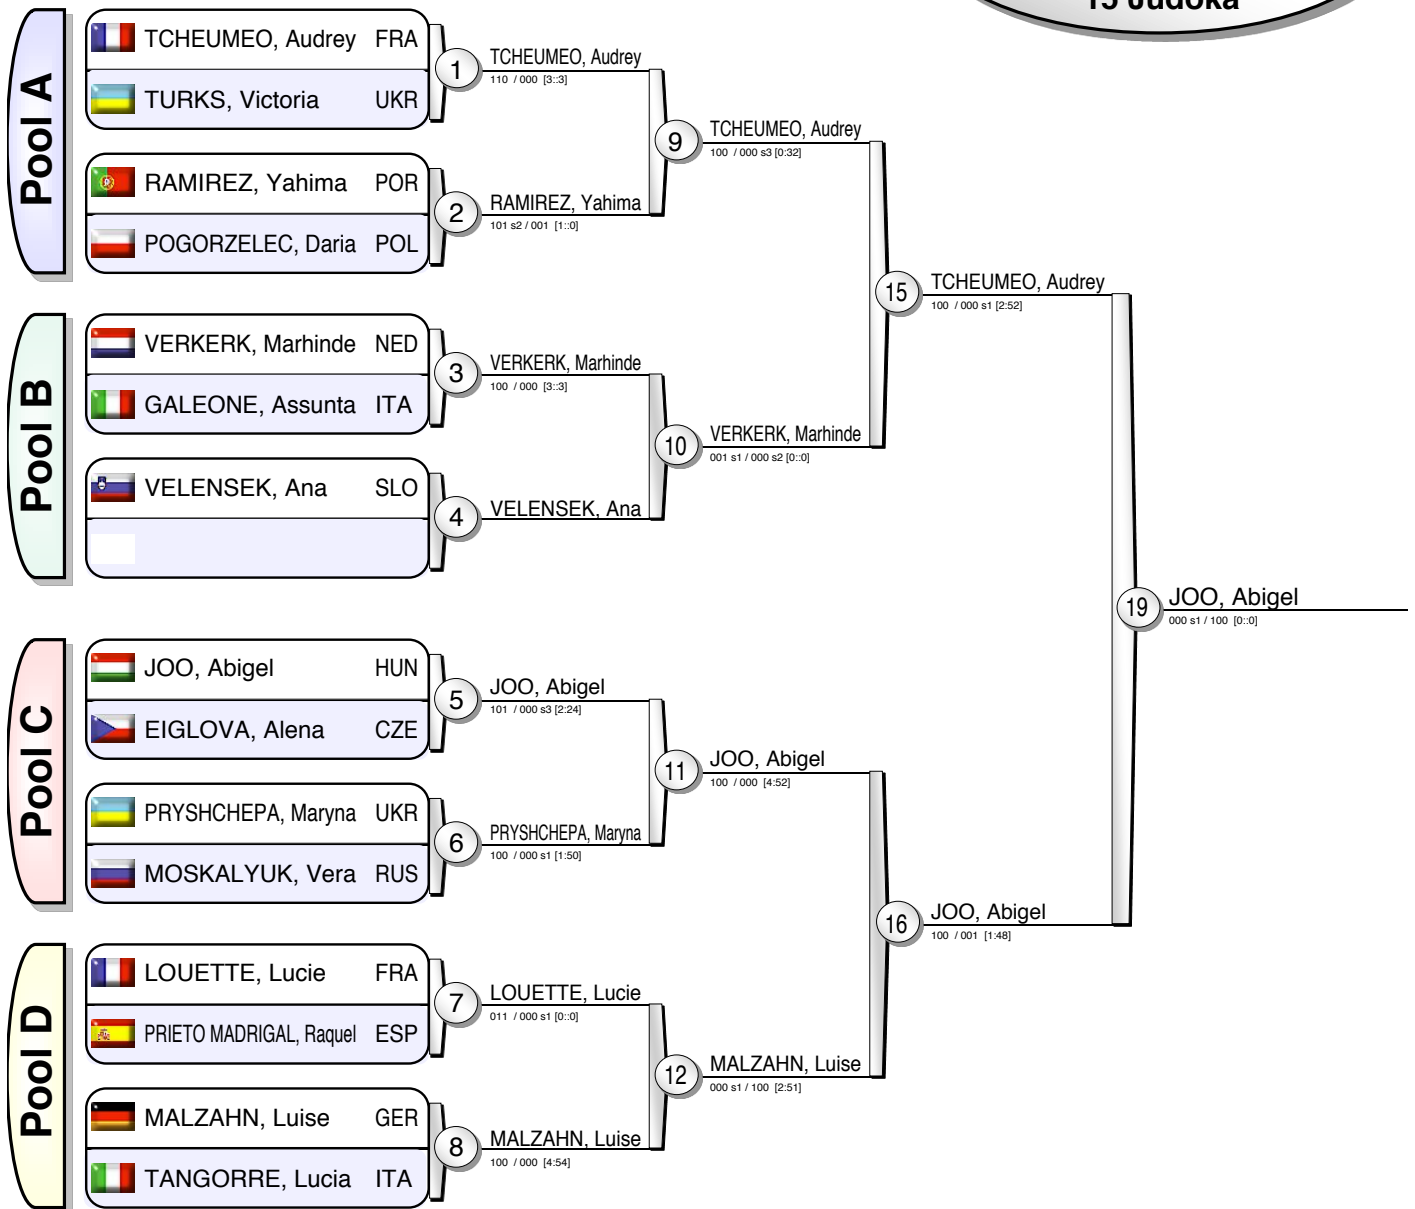 15 Judoka
Pool A
TCHEUMEO, Audrey FRA
TURKS, Victoria UKR
RAMIREZ, Yahima POR
POGORZELEC, Daria POL
1
TCHEUMEO, Audrey
110 / 000 [3::3]
2
RAMIREZ, Yahima
101 s2 / 001 [1::0]
9
TCHEUMEO, Audrey
100 / 000 s3 [0:32]
Pool B
VERKERK, Marhinde NED
GALEONE, Assunta ITA
VELENSEK, Ana SLO
3
VERKERK, Marhinde
100 / 000 [3::3]
4
VELENSEK, Ana
10
VERKERK, Marhinde
001 s1 / 000 s2 [0::0]
15
TCHEUMEO, Audrey
100 / 000 s1 [2:52]
Pool C
JOO, Abigel HUN
EIGLOVA, Alena CZE
PRYSHCHEPA, Maryna UKR
MOSKALYUK, Vera RUS
5
JOO, Abigel
101 / 000 s3 [2:24]
6
PRYSHCHEPA, Maryna
100 / 000 s1 [1:50]
11
JOO, Abigel
100 / 000 [4:52]
Pool D
LOUETTE, Lucie FRA
PRIETO MADRIGAL, Raquel ESP
MALZAHN, Luise GER
TANGORRE, Lucia ITA
7
LOUETTE, Lucie
011 / 000 s1 [0::0]
8
MALZAHN, Luise
100 / 000 [4:54]
12
MALZAHN, Luise
000 s1 / 100 [2:51]
16
JOO, Abigel
100 / 001 [1:48]
19
JOO, Abigel
000 s1 / 100 [0::0]